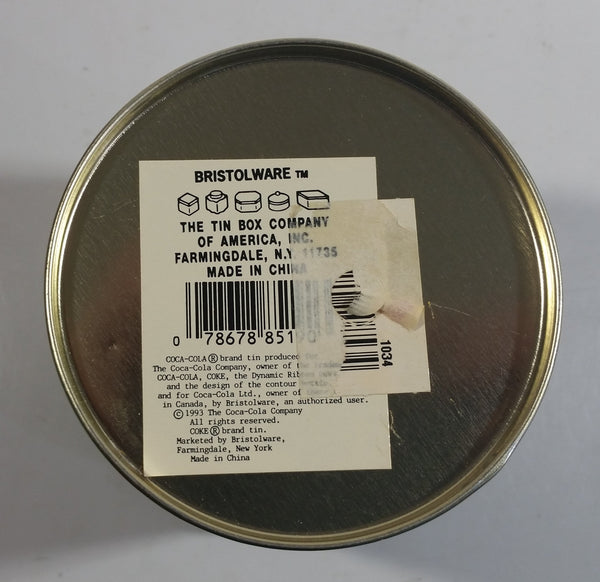 BRISTOLWARE ™
THE TIN BOX COMPANY
OF AMERICA, INC.
FARMINGDALE, N.Y. 11735
MADE IN CHINA
0 78678 85190
1034
COCA-COLA ® brand tin produced for
The Coca-Cola Company, owner of the
COCA-COLA, COKE, the Dynamic Ribbon
and the design of the contour
and for Coca-Cola Ltd., owner of
in Canada, by Bristolware, an authorized user.
© 1993 The Coca-Cola Company
All rights reserved.
COKE ® brand tin.
Marketed by Bristolware,
Farmingdale, New York
Made in China